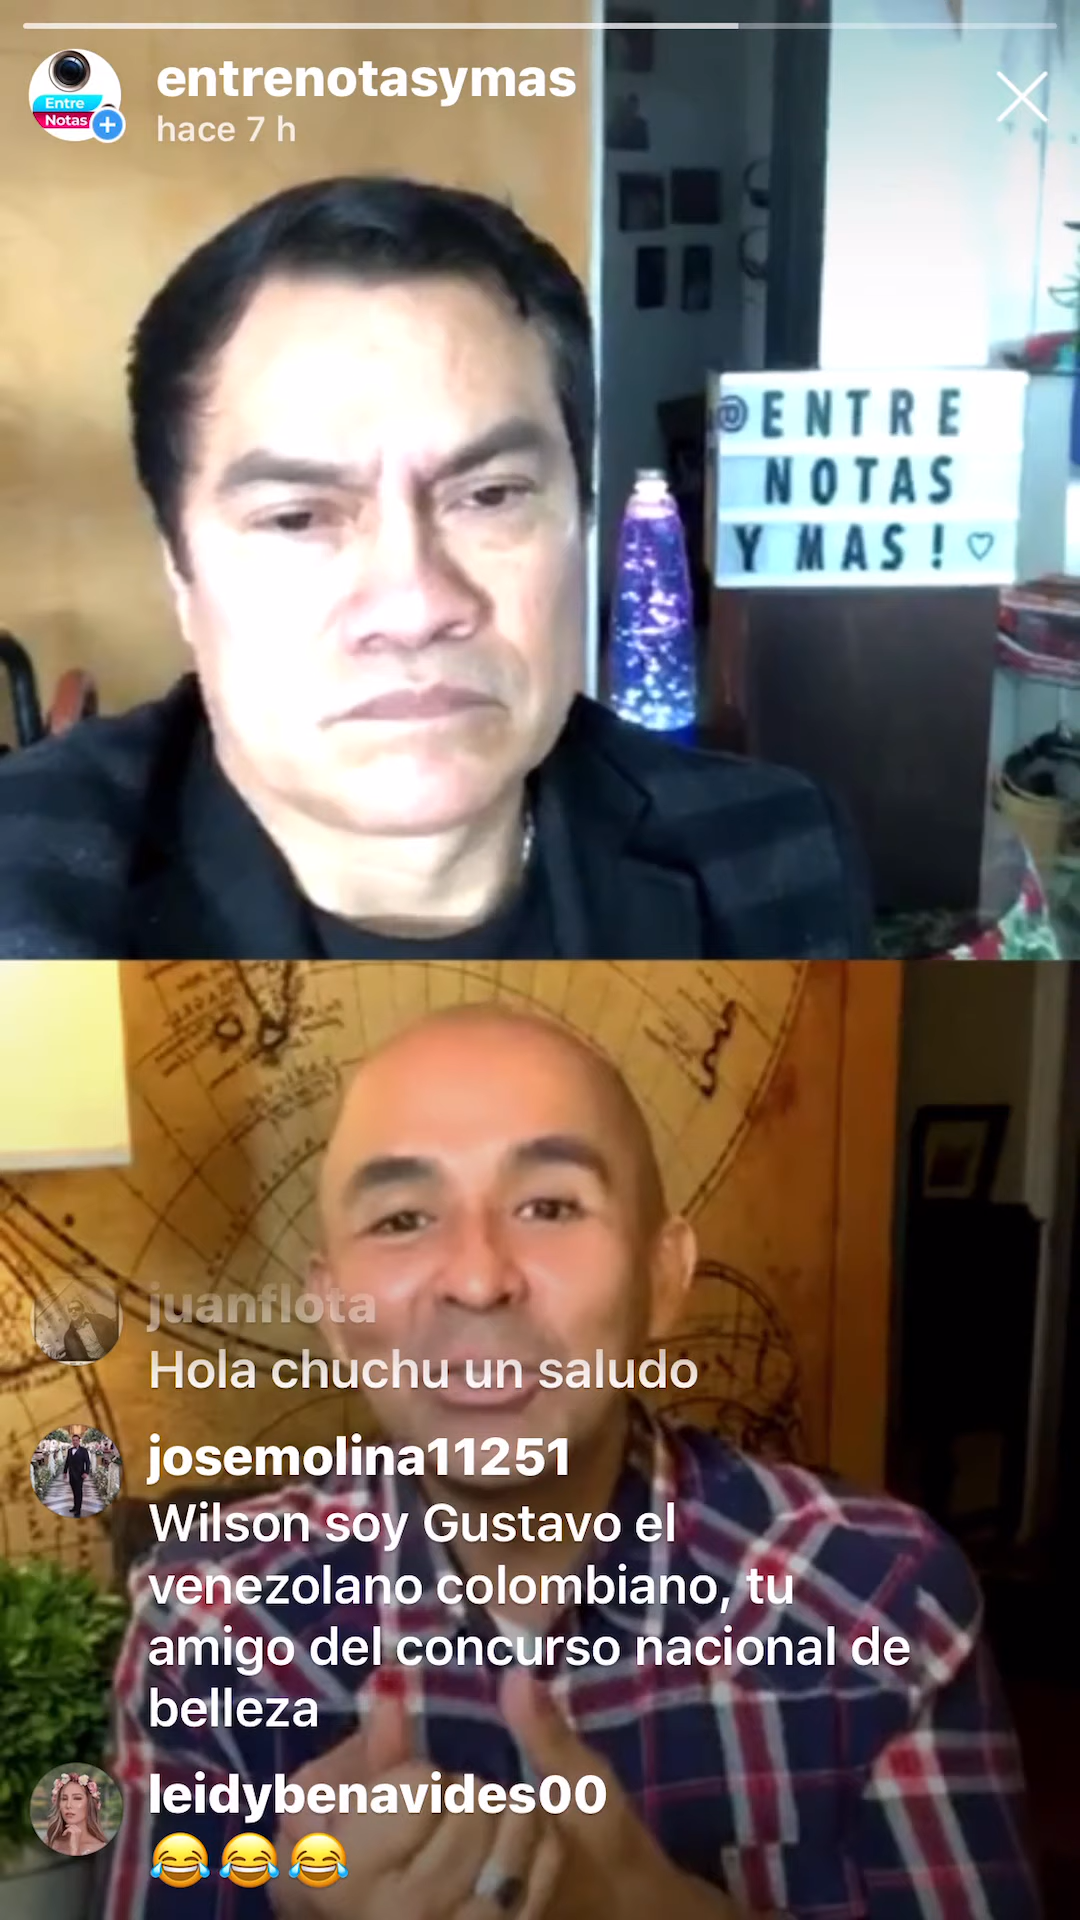 entrenotasymas
hace 7 h
Entre
Notas
@ENTRE
NOTAS
Y MAS! ♡
juanflota
Hola chuchu un saludo
josemolina11251
Wilson soy Gustavo el
venezolano colombiano, tu
amigo del concurso nacional de
belleza
leidybenavides00
😂😂😂